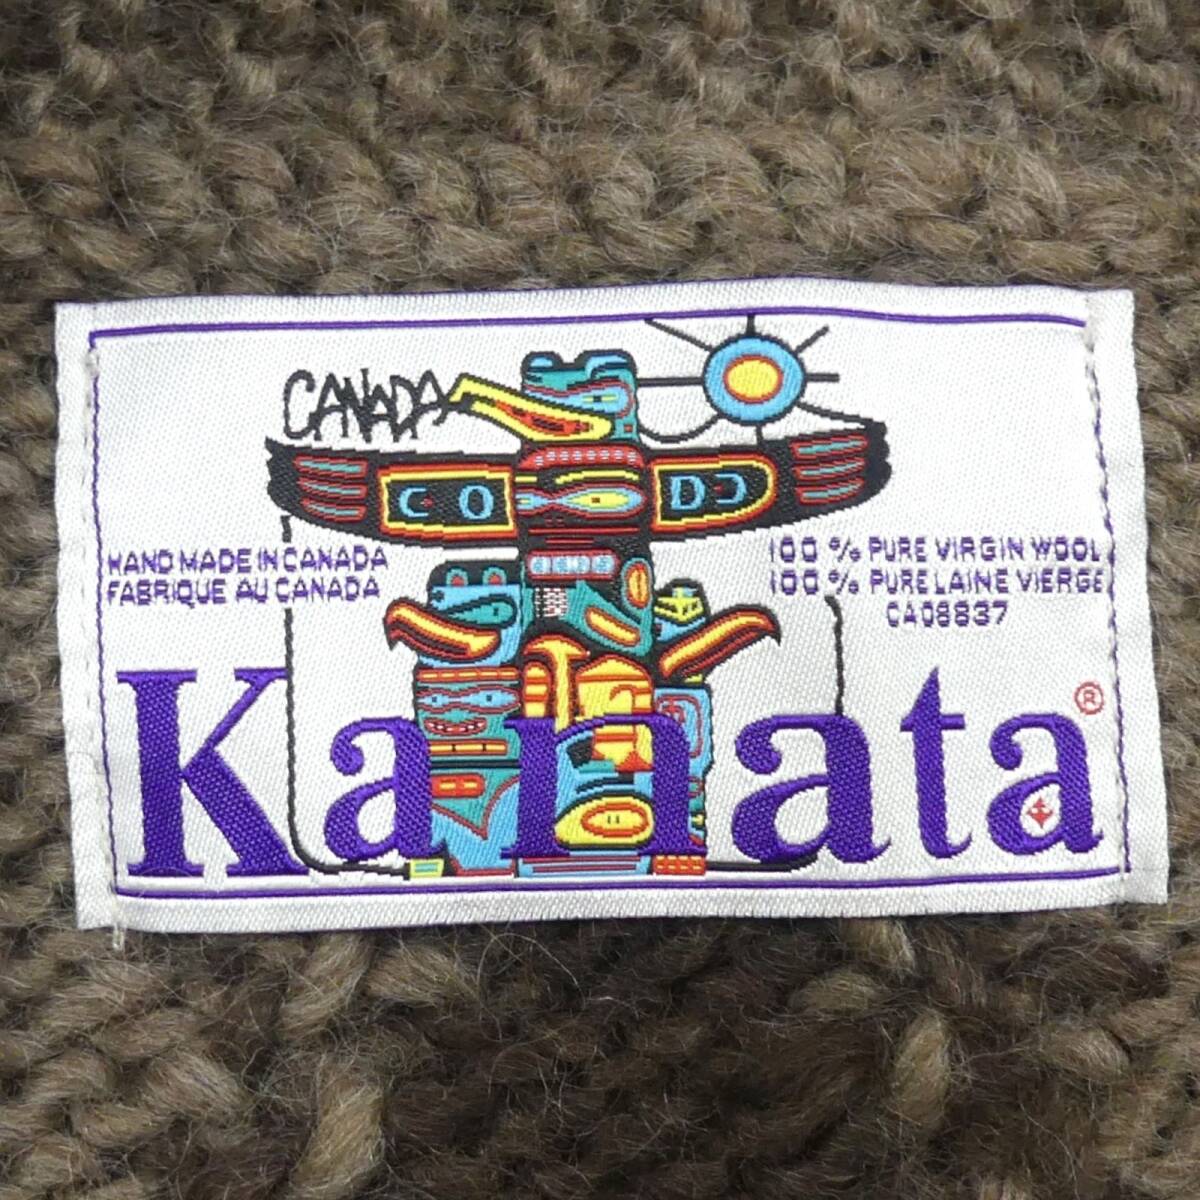 CANADA
HAND MADE IN CANADA
FABRIQUE AU CANADA
100 % PURE VIRGIN WOOL
100 % PURE LAINE VIERGE
CA08837
Kanata ®